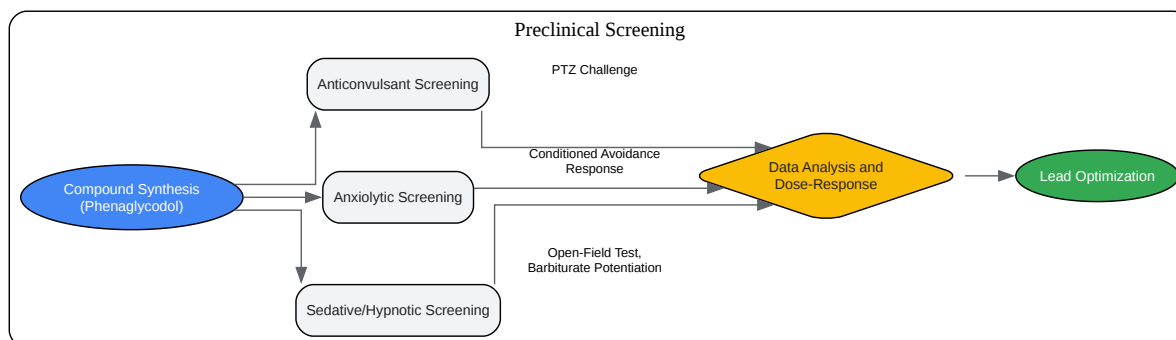 Preclinical Screening
PTZ Challenge
Anticonvulsant Screening
Conditioned Avoidance
Response
Data Analysis and
Dose-Response
Lead Optimization
Compound Synthesis
(Phenaglycodol)
Anxiolytic Screening
Open-Field Test,
Barbiturate Potentiation
Sedative/Hypnotic Screening